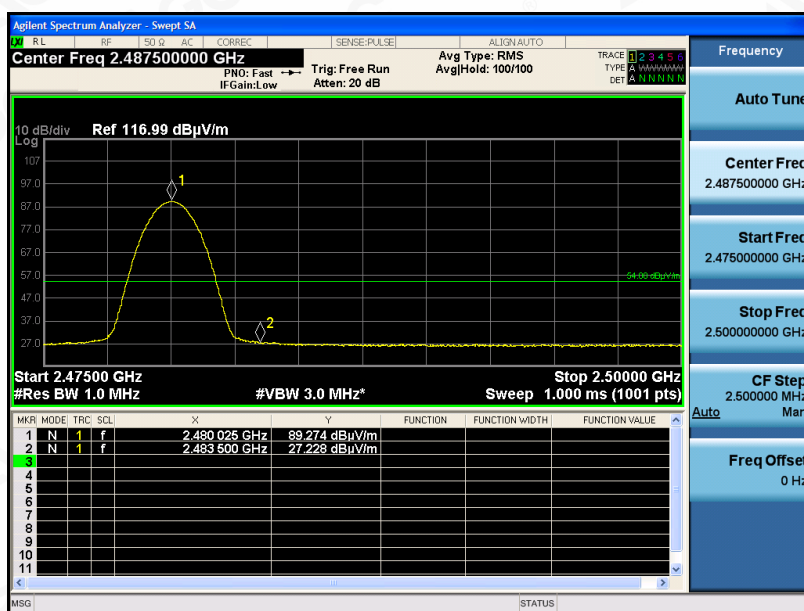 Agilent Spectrum Analyzer - Swept SA
LXI RL RF 50 Ω AC CORREC SENSE:PULSE ALIGN AUTO
Center Freq 2.487500000 GHz
PNO: Fast
IFGain:Low
Trig: Free Run
Atten: 20 dB
Avg Type: RMS
Avg|Hold: 100/100
TRACE 1 2 3 4 5 6
TYPE A WWWWW
DET A N N N N N
10 dB/div Ref 116.99 dBµV/m
Log
107
97.0
87.0
77.0
67.0
57.0
47.0
37.0
27.0
1
2
54.00 dBµV/m
Start 2.47500 GHz Stop 2.50000 GHz
#Res BW 1.0 MHz #VBW 3.0 MHz* Sweep 1.000 ms (1001 pts)
MKR MODE TRC SCL X Y FUNCTION FUNCTION WIDTH FUNCTION VALUE
1 N 1 f 2.480 025 GHz 89.274 dBµV/m
2 N 1 f 2.483 500 GHz 27.228 dBµV/m
3
4
5
6
7
8
9
10
11
MSG STATUS
Frequency
Auto Tune
Center Freq
2.487500000 GHz
Start Freq
2.475000000 GHz
Stop Freq
2.500000000 GHz
CF Step
2.500000 MHz
Auto Man
Freq Offset
0 Hz